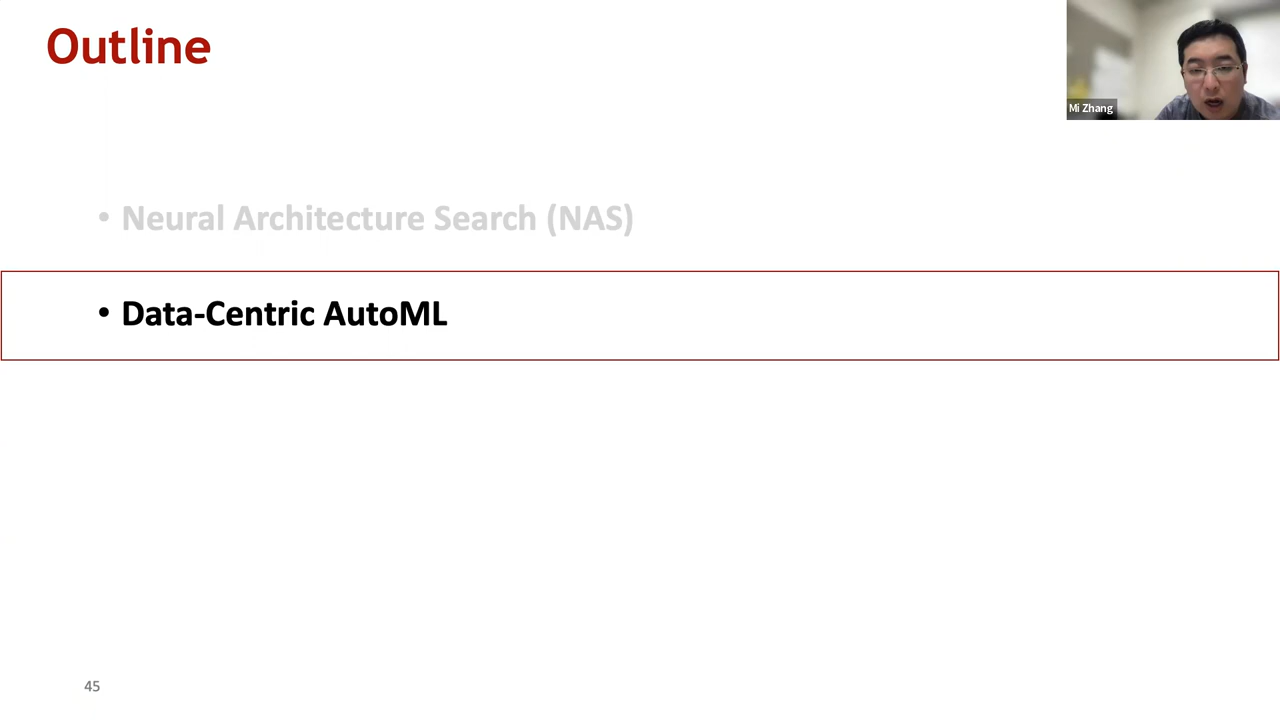 Outline
Mi Zhang
• Neural Architecture Search (NAS)
• Data-Centric AutoML
45